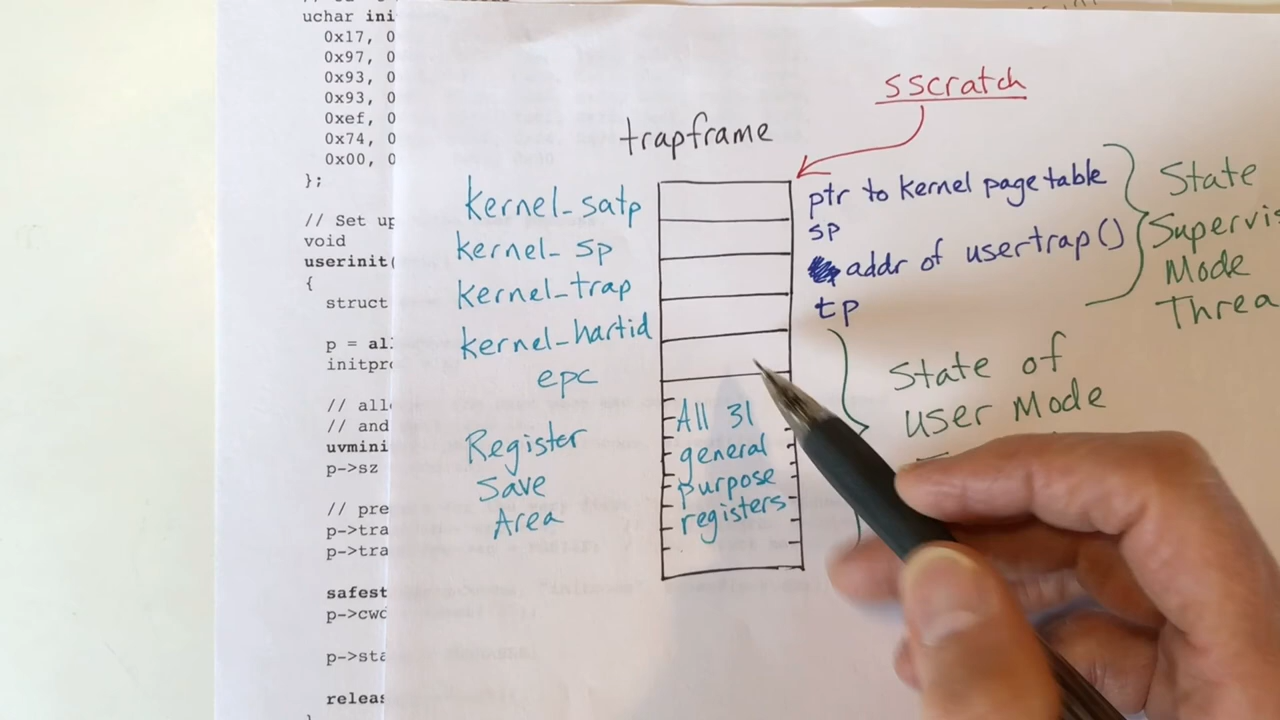 uchar ini
0x17, 0
0x97, 0
0x93, 0
0x93, 0
0xef, 0
0x74, 0
0x00, 0
};
// Set up
void
userinit(
{
struct
p = al
initpro
// all
// and
uvmini
p->sz
// pre
p->tra
p->tra
safest
p->cwd
p->sta
releas
sscratch
trapframe
kernel_satp
kernel_sp
kernel_trap
kernel_hartid
epc
Register
Save
Area
All 31
general
purpose
registers
ptr to kernel page table
sp
addr of usertrap()
tp
State
Supervis
Mode
Threa
State of
User Mode